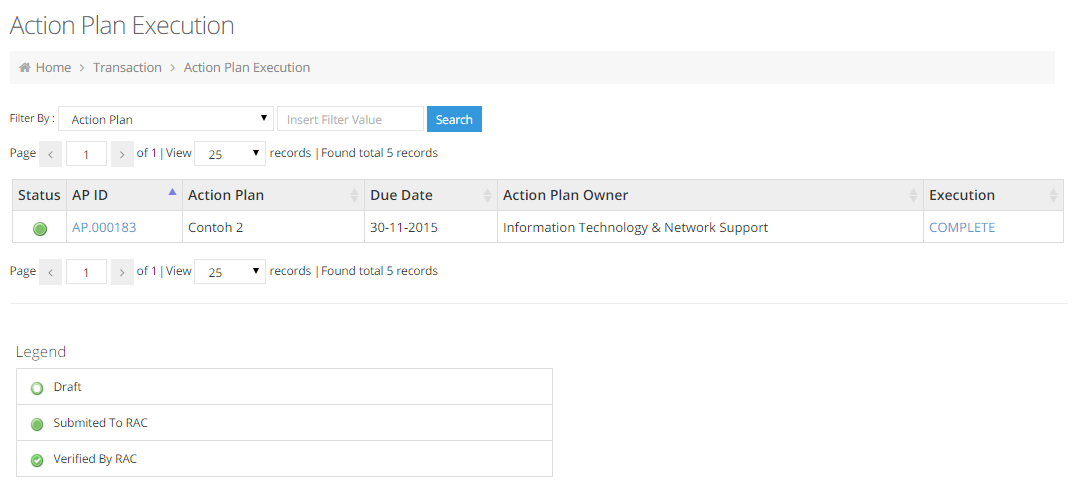 Action Plan Execution
Home > Transaction > Action Plan Execution
Filter By : Action Plan Insert Filter Value Search
Page < 1 > of 1 | View 25 records | Found total 5 records
Status AP ID Action Plan Due Date Action Plan Owner Execution
AP.000183 Contoh 2 30-11-2015 Information Technology & Network Support COMPLETE
Page < 1 > of 1 | View 25 records | Found total 5 records
Legend
Draft
Submited To RAC
Verified By RAC